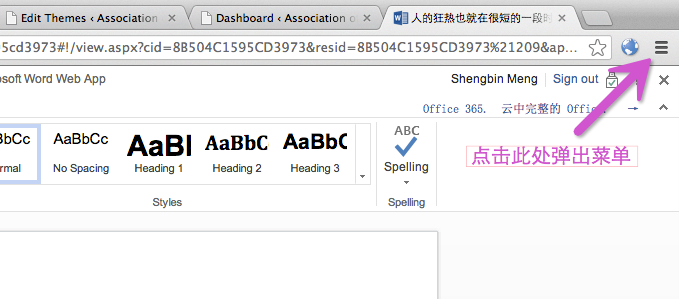 Edit Themes ‹ Association
Dashboard ‹ Association o
人的狂热也就在很短的一段时
05cd3973#!/view.aspx?cid=8B504C1595CD3973&resid=8B504C1595CD3973%21209&ap...
osoft Word Web App
Shengbin Meng
Sign out
Office 365. 云中完整的 Office. →
BbCc AaBbCc AaBl AaBbC AaBbCc ABC
rmal No Spacing Heading 1 Heading 2 Heading 3 Spelling
点击此处弹出菜单
Styles Spelling